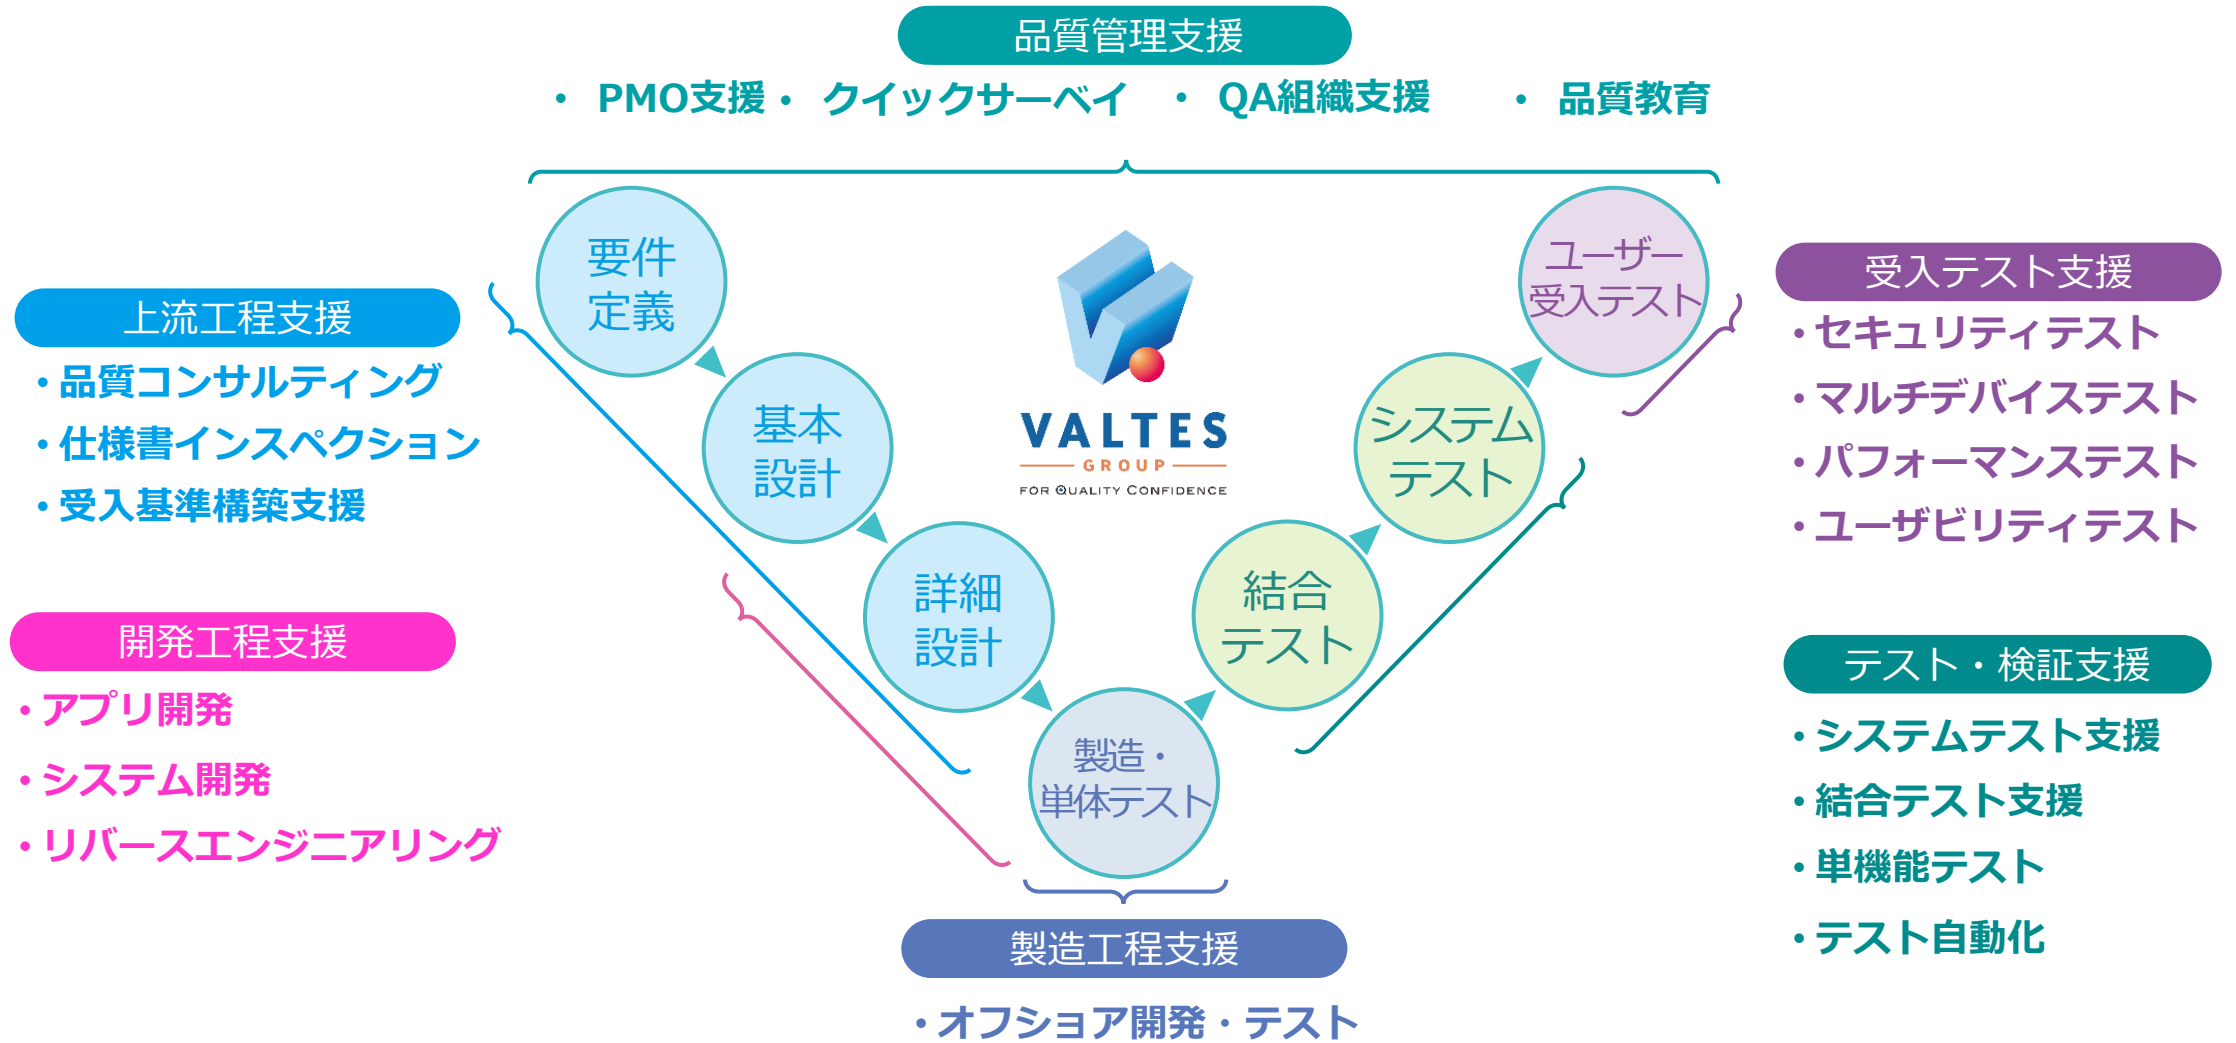 品質管理支援
・ PMO支援・ クイックサーベイ ・ QA組織支援 ・ 品質教育
要件
定義
基本
設計
詳細
設計
製造・
単体テスト
結合
テスト
システム
テスト
ユーザー
受入テスト
VALTES
GROUP
FOR QUALITY CONFIDENCE
上流工程支援
・品質コンサルティング
・仕様書インスペクション
・受入基準構築支援
開発工程支援
・アプリ開発
・システム開発
・リバースエンジニアリング
製造工程支援
・オフショア開発・テスト
受入テスト支援
・セキュリティテスト
・マルチデバイステスト
・パフォーマンステスト
・ユーザビリティテスト
テスト・検証支援
・システムテスト支援
・結合テスト支援
・単機能テスト
・テスト自動化